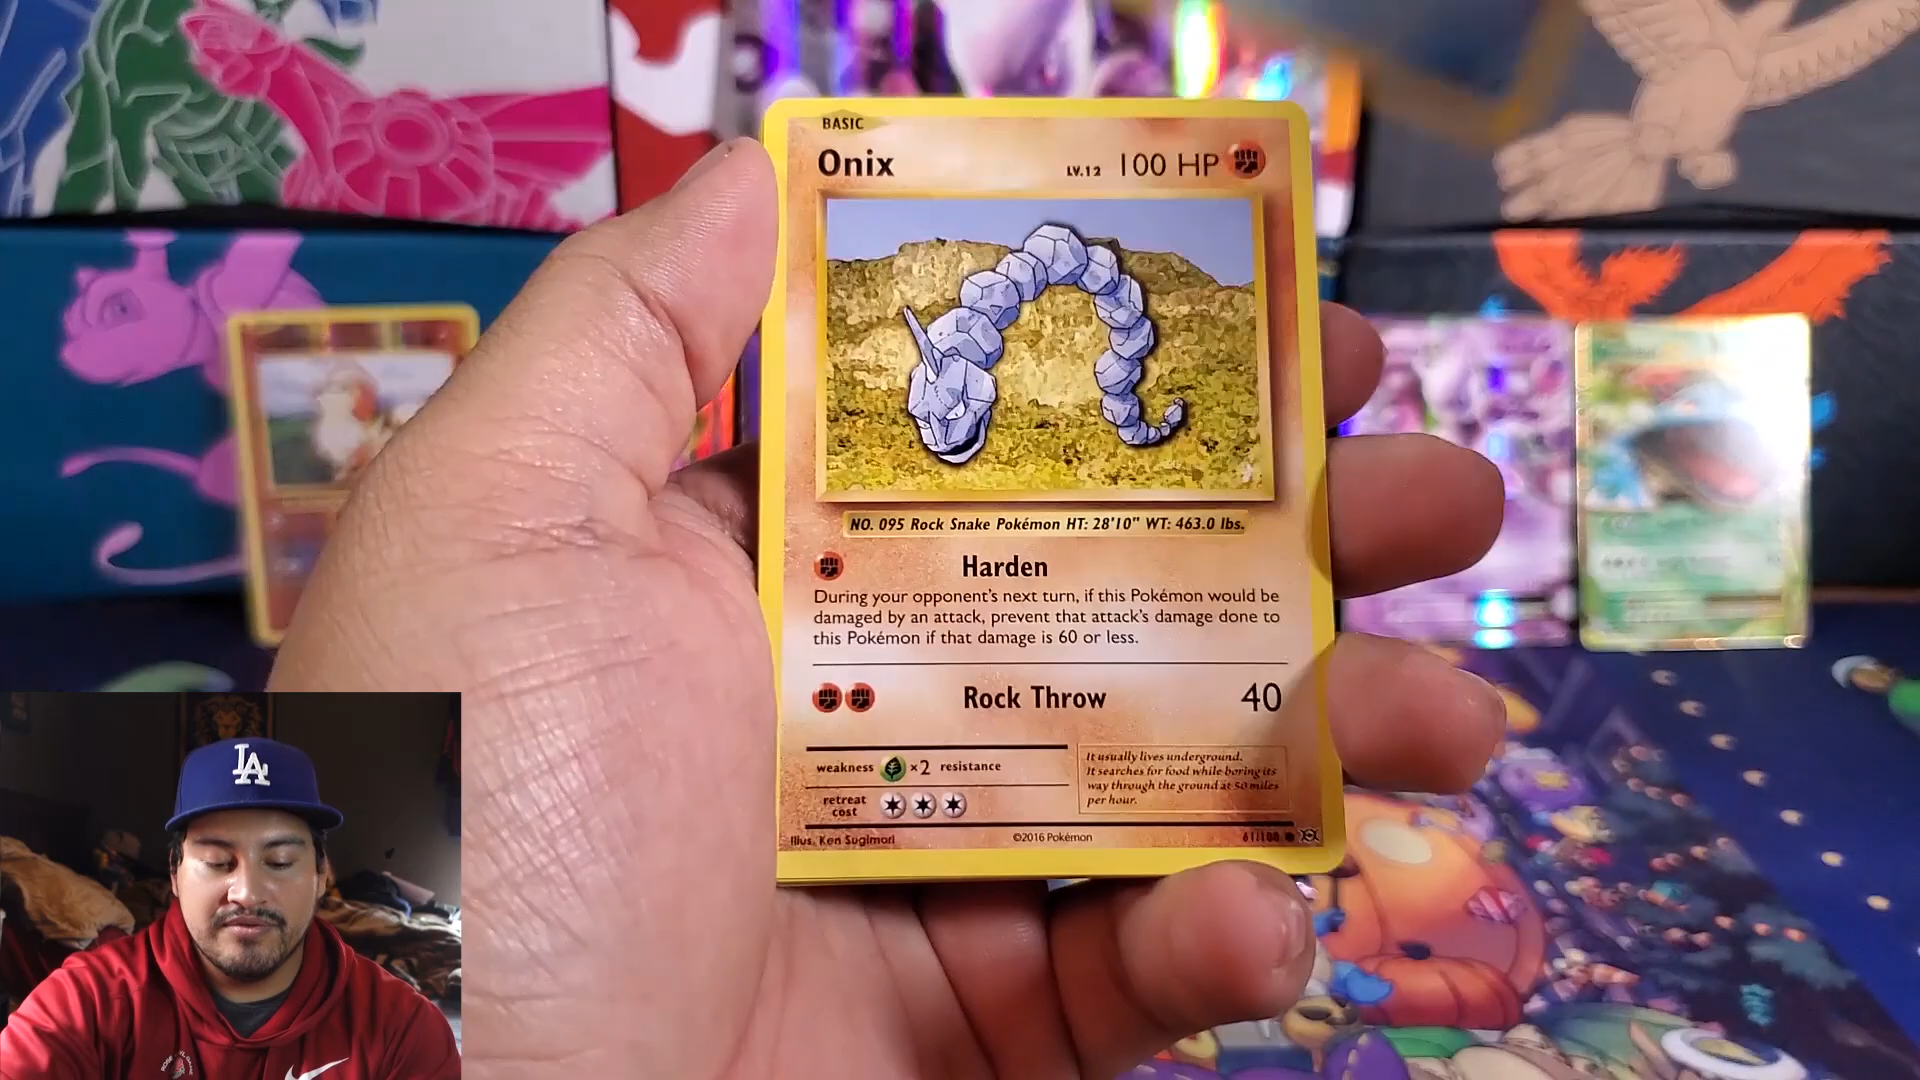 BASIC
Onix LV.12 100 HP
NO. 095 Rock Snake Pokémon HT: 28'10" WT: 463.0 lbs.
Harden
During your opponent's next turn, if this Pokémon would be
damaged by an attack, prevent that attack's damage done to
this Pokémon if that damage is 60 or less.
Rock Throw 40
weakness ×2 resistance
retreat
cost
It usually lives underground.
It searches for food while boring its
way through the ground at 50 miles
per hour.
Illus. Ken Sugimori ©2016 Pokémon 61/108
LA